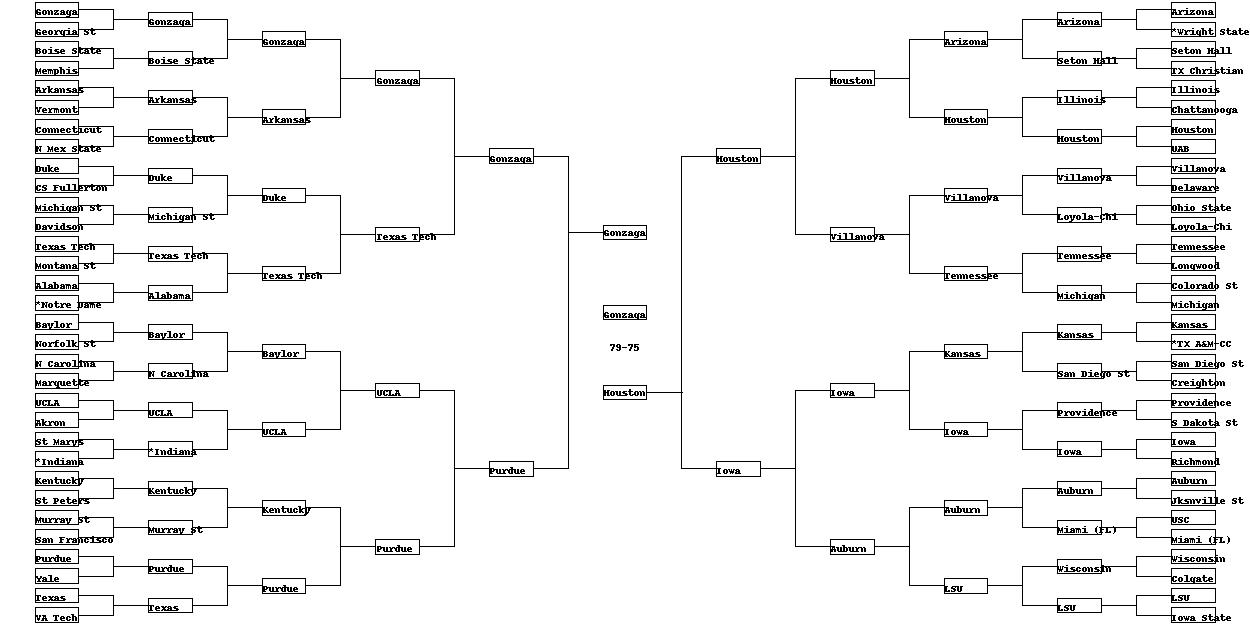 Gonzaga
Georgia St
Boise State
Memphis
Arkansas
Vermont
Connecticut
N Mex State
Duke
CS Fullerton
Michigan St
Davidson
Texas Tech
Montana St
Alabama
*Notre Dame
Baylor
Norfolk St
N Carolina
Marquette
UCLA
Akron
St Marys
*Indiana
Kentucky
St Peters
Murray St
San Francisco
Purdue
Yale
Texas
VA Tech
Gonzaga
Boise State
Arkansas
Connecticut
Duke
Michigan St
Texas Tech
Alabama
Baylor
N Carolina
UCLA
*Indiana
Kentucky
Murray St
Purdue
Texas
Gonzaga
Arkansas
Duke
Texas Tech
Baylor
UCLA
Kentucky
Purdue
Gonzaga
Texas Tech
UCLA
Purdue
Gonzaga
Purdue
Gonzaga
Gonzaga
79-75
Houston
Houston
Iowa
Houston
Villanova
Iowa
Auburn
Arizona
Houston
Villanova
Tennessee
Kansas
Iowa
Auburn
LSU
Arizona
Seton Hall
Illinois
Houston
Villanova
Loyola-Chi
Tennessee
Michigan
Kansas
San Diego St
Providence
Iowa
Auburn
Miami (FL)
Wisconsin
LSU
Arizona
*Wright State
Seton Hall
TX Christian
Illinois
Chattanooga
Houston
UAB
Villanova
Delaware
Ohio State
Loyola-Chi
Tennessee
Longwood
Colorado St
Michigan
Kansas
*TX A&M-CC
San Diego St
Creighton
Providence
S Dakota St
Iowa
Richmond
Auburn
Jksnville St
USC
Miami (FL)
Wisconsin
Colgate
LSU
Iowa State